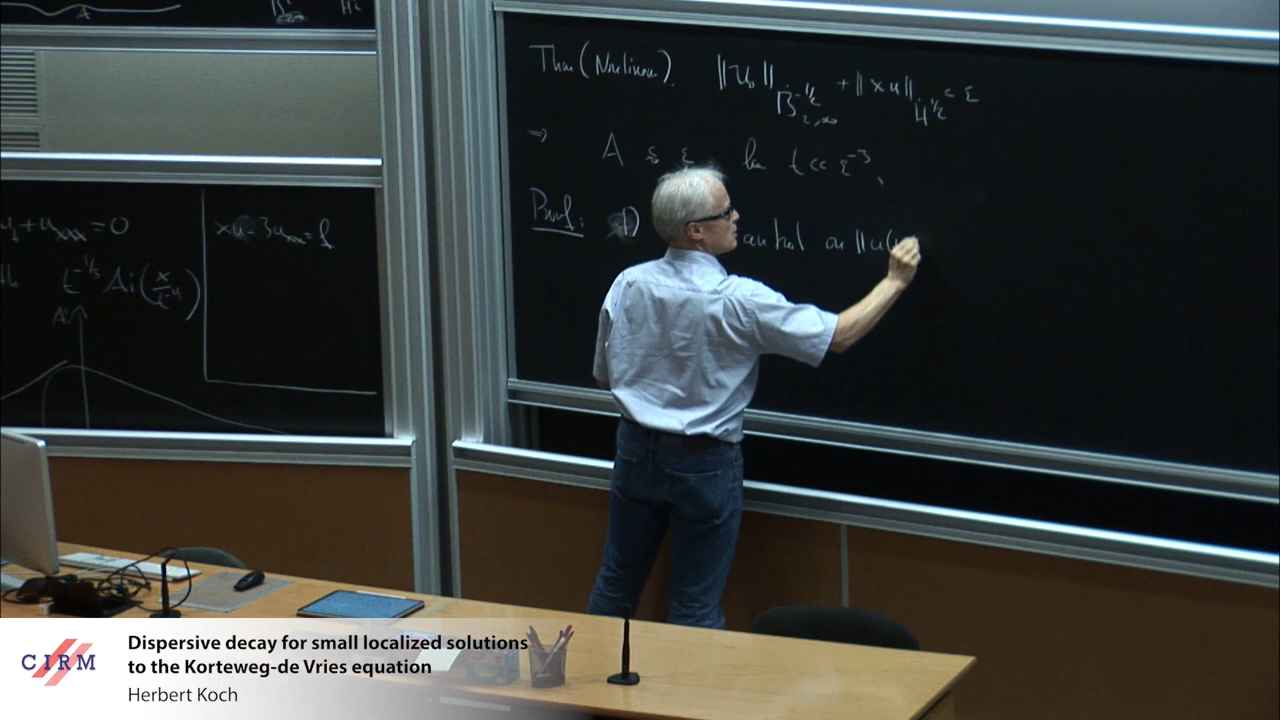 u_t + u_xxx = 0
t^{-1/3} Ai(x/t^{1/3})
Ai
xu - 3u_xxx = f
Thm (Nonlinear). ‖u_0‖_{Ḃ^{-1/2}_{2,∞}} + ‖xu‖_{Ḣ^{1/2}} < ε
⇒ A ≲ ε for t << ε^{-3},
Proof: 1) control on ‖u(
CIRM
Dispersive decay for small localized solutions
to the Korteweg-de Vries equation
Herbert Koch